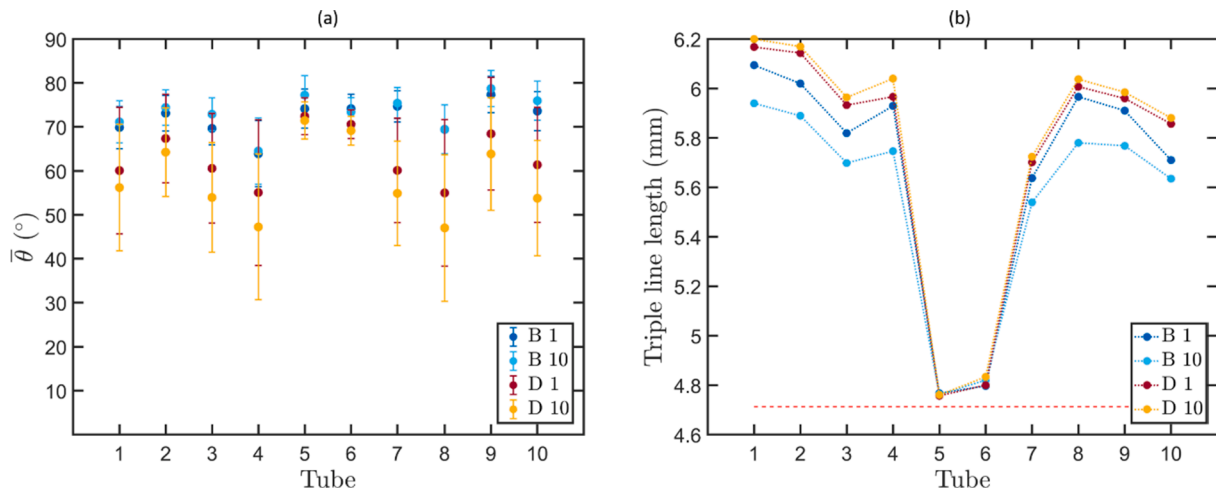 (a)
90
80
70
60
50
40
30
20
10
θ̅ (°)
1 2 3 4 5 6 7 8 9 10
Tube
B 1
B 10
D 1
D 10
(b)
6.2
6
5.8
5.6
5.4
5.2
5
4.8
4.6
Triple line length (mm)
1 2 3 4 5 6 7 8 9 10
Tube
B 1
B 10
D 1
D 10